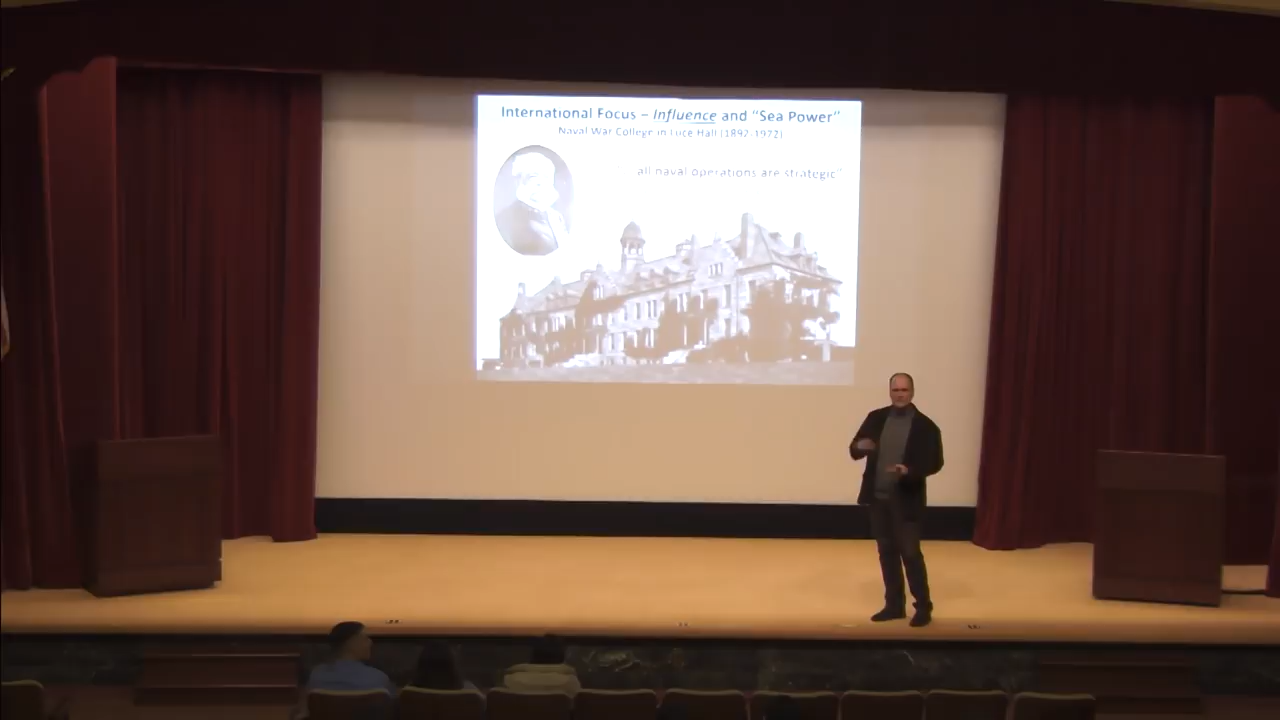 International Focus – Influence and "Sea Power"
Naval War College in Luce Hall (1892-1972)
all naval operations are strategic"